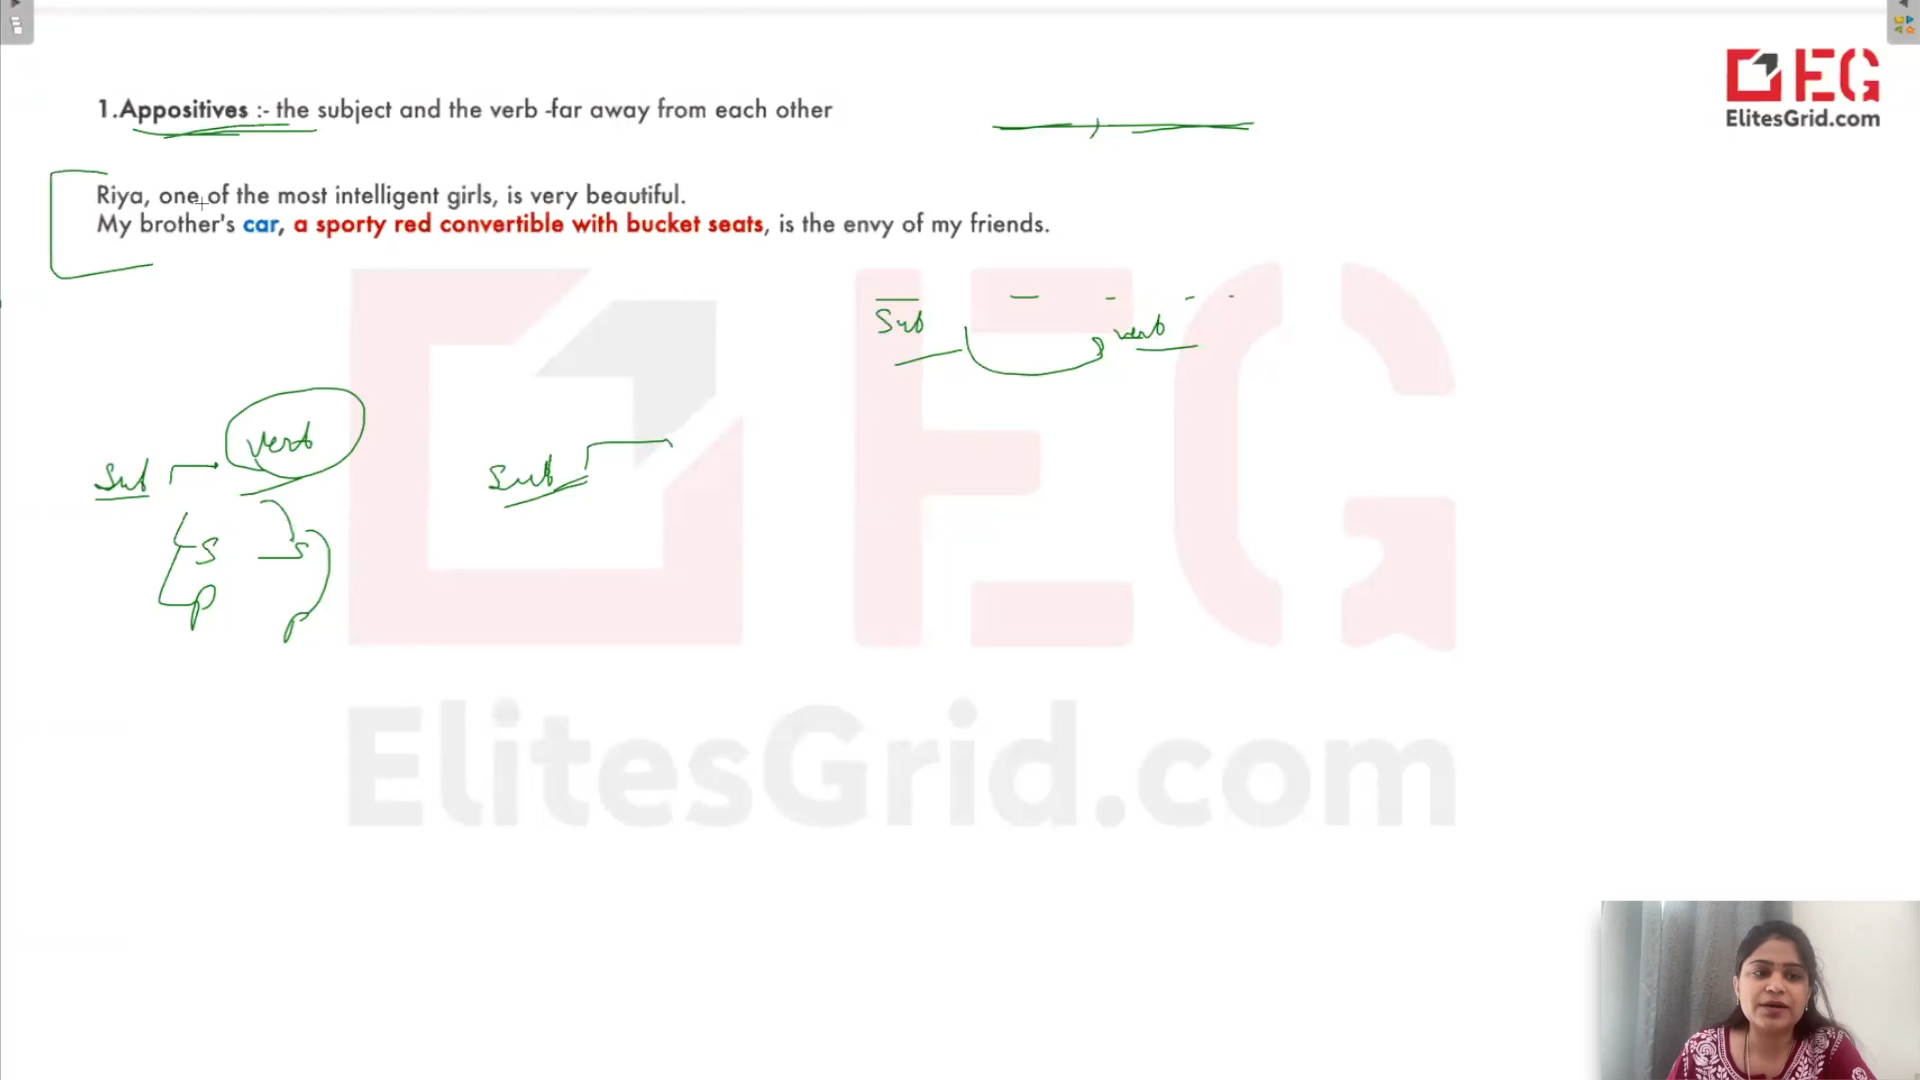 EG
ElitesGrid.com
1.Appositives :- the subject and the verb -far away from each other
Riya, one of the most intelligent girls, is very beautiful.
My brother's car, a sporty red convertible with bucket seats, is the envy of my friends.
Sub verb
Sub verb Sub
S S
P P
EG
ElitesGrid.com